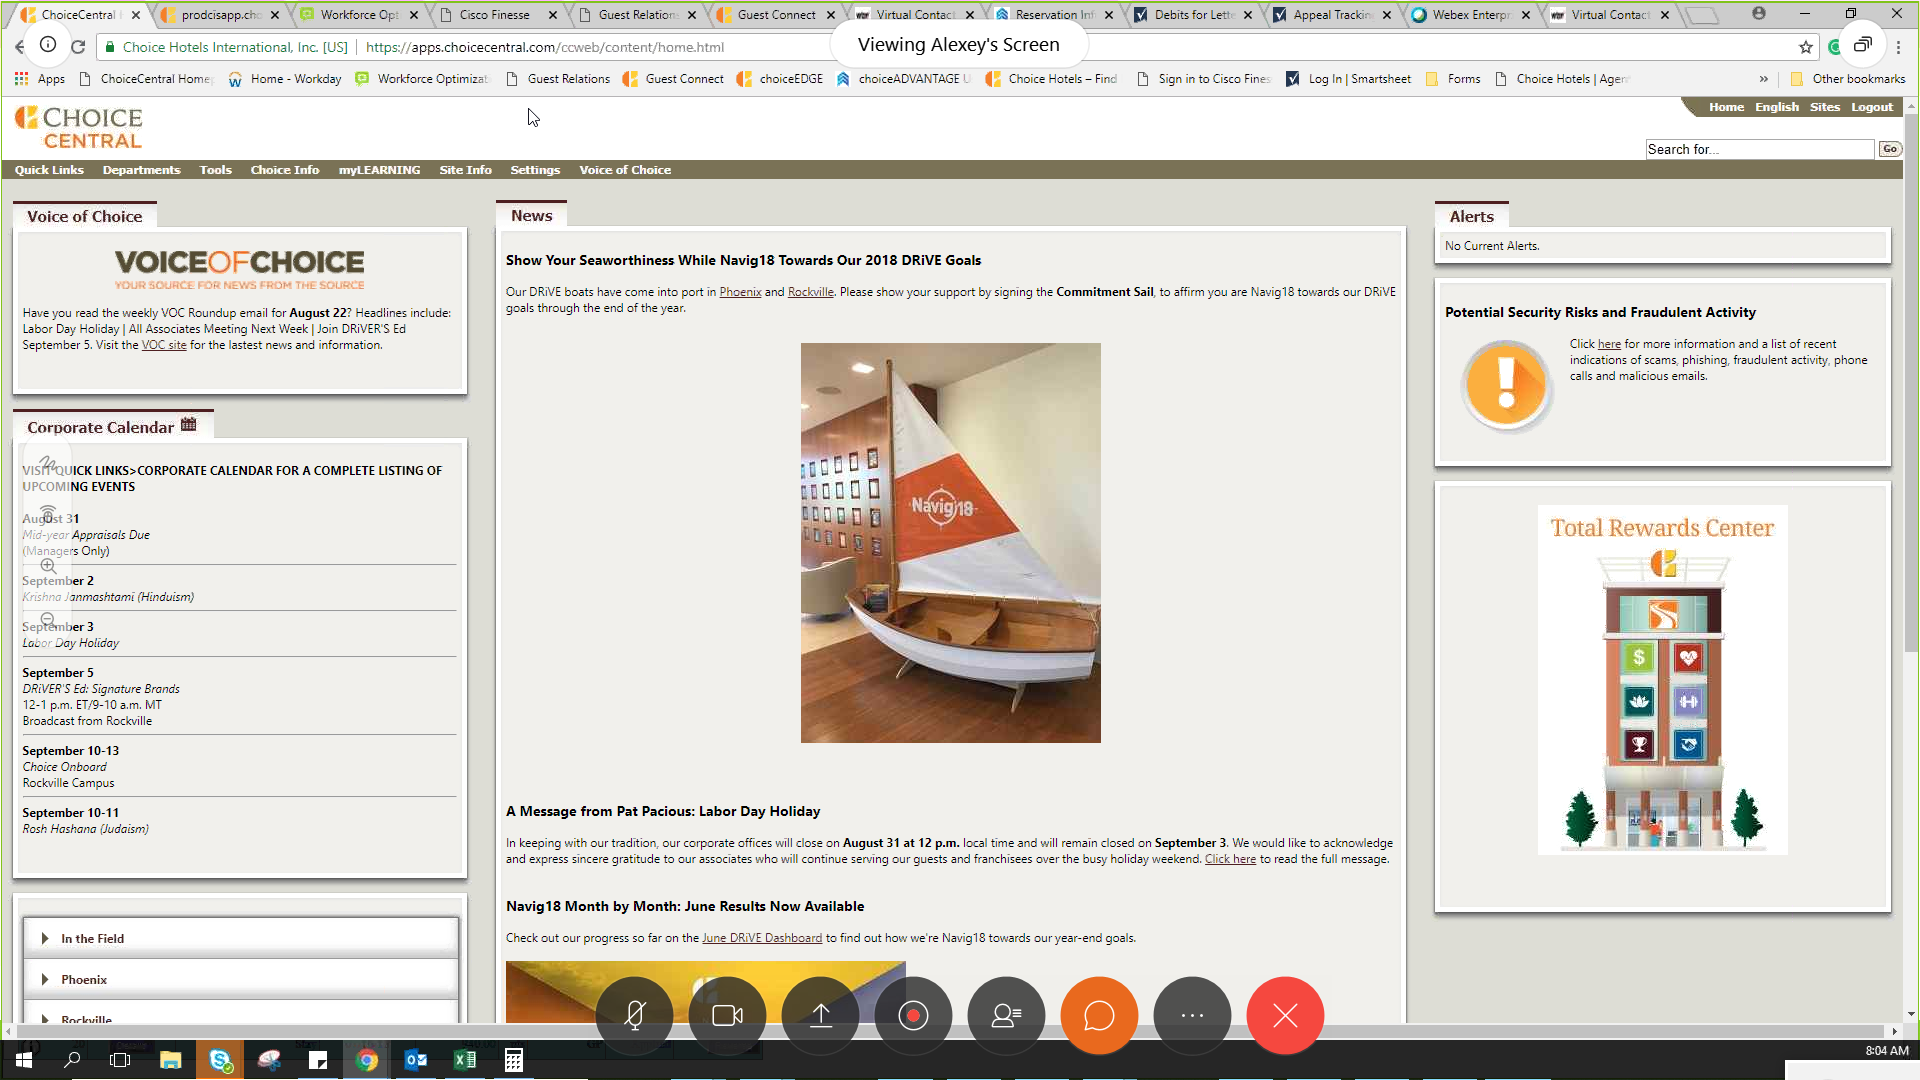 ChoiceCentral
prodcisapp.cho
Workforce Opt
Cisco Finesse
Guest Relation
Guest Connect
Virtual Contact
Reservation Inf
Debits for Lette
Appeal Trackin
Webex Enterpr
Virtual Contact
Choice Hotels International, Inc. [US] | https://apps.choicecentral.com/ccweb/content/home.html
Viewing Alexey's Screen
Apps
ChoiceCentral Home
Home - Workday
Workforce Optimizat
Guest Relations
Guest Connect
choiceEDGE
choiceADVANTAGE U
Choice Hotels – Find
Sign in to Cisco Fines
Log In | Smartsheet
Forms
Choice Hotels | Agen
Other bookmarks
CHOICE
CENTRAL
Home English Sites Logout
Search for...
Go
Quick Links Departments Tools Choice Info myLEARNING Site Info Settings Voice of Choice
Voice of Choice
VOICEOFCHOICE
YOUR SOURCE FOR NEWS FROM THE SOURCE
Have you read the weekly VOC Roundup email for August 22? Headlines include:
Labor Day Holiday | All Associates Meeting Next Week | Join DRiVER'S Ed
September 5. Visit the VOC site for the lastest news and information.
Corporate Calendar
VISIT QUICK LINKS>CORPORATE CALENDAR FOR A COMPLETE LISTING OF
UPCOMING EVENTS
August 31
Mid-year Appraisals Due
(Managers Only)
September 2
Krishna Janmashtami (Hinduism)
September 3
Labor Day Holiday
September 5
DRiVER'S Ed: Signature Brands
12-1 p.m. ET/9-10 a.m. MT
Broadcast from Rockville
September 10-13
Choice Onboard
Rockville Campus
September 10-11
Rosh Hashana (Judaism)
In the Field
Phoenix
Rockville
News
Show Your Seaworthiness While Navig18 Towards Our 2018 DRiVE Goals
Our DRiVE boats have come into port in Phoenix and Rockville. Please show your support by signing the Commitment Sail, to affirm you are Navig18 towards our DRiVE
goals through the end of the year.
Navig18
A Message from Pat Pacious: Labor Day Holiday
In keeping with our tradition, our corporate offices will close on August 31 at 12 p.m. local time and will remain closed on September 3. We would like to acknowledge
and express sincere gratitude to our associates who will continue serving our guests and franchisees over the busy holiday weekend. Click here to read the full message.
Navig18 Month by Month: June Results Now Available
Check out our progress so far on the June DRiVE Dashboard to find out how we're Navig18 towards our year-end goals.
Alerts
No Current Alerts.
Potential Security Risks and Fraudulent Activity
Click here for more information and a list of recent
indications of scams, phishing, fraudulent activity, phone
calls and malicious emails.
Total Rewards Center
8:04 AM